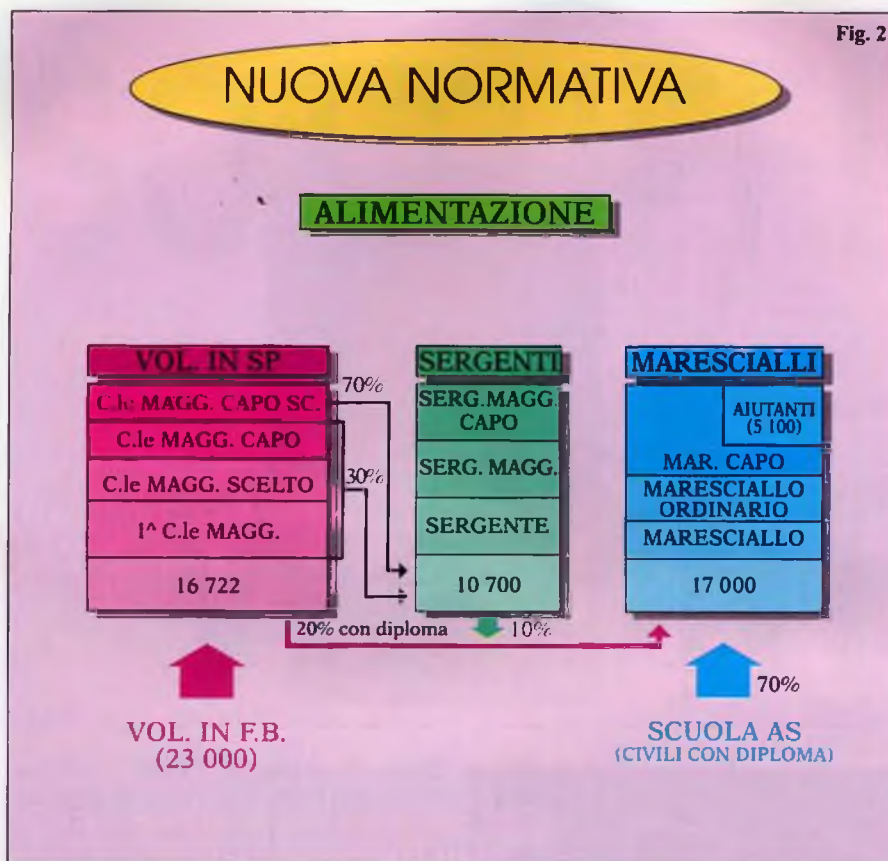 Fig. 2
NUOVA NORMATIVA
ALIMENTAZIONE
VOL. IN SP
C.le MAGG. CAPO SC.
C.le MAGG. CAPO
C.le MAGG. SCELTO
1^ C.le MAGG.
16 722
70%
30%
SERGENTI
SERG. MAGG.
CAPO
SERG. MAGG.
SERGENTE
10 700
MARESCIALLI
AIUTANTI
(5 100)
MAR. CAPO
MARESCIALLO
ORDINARIO
MARESCIALLO
17 000
20% con diploma
10%
70%
VOL. IN F.B.
(23 000)
SCUOLA AS
(CIVILI CON DIPLOMA)